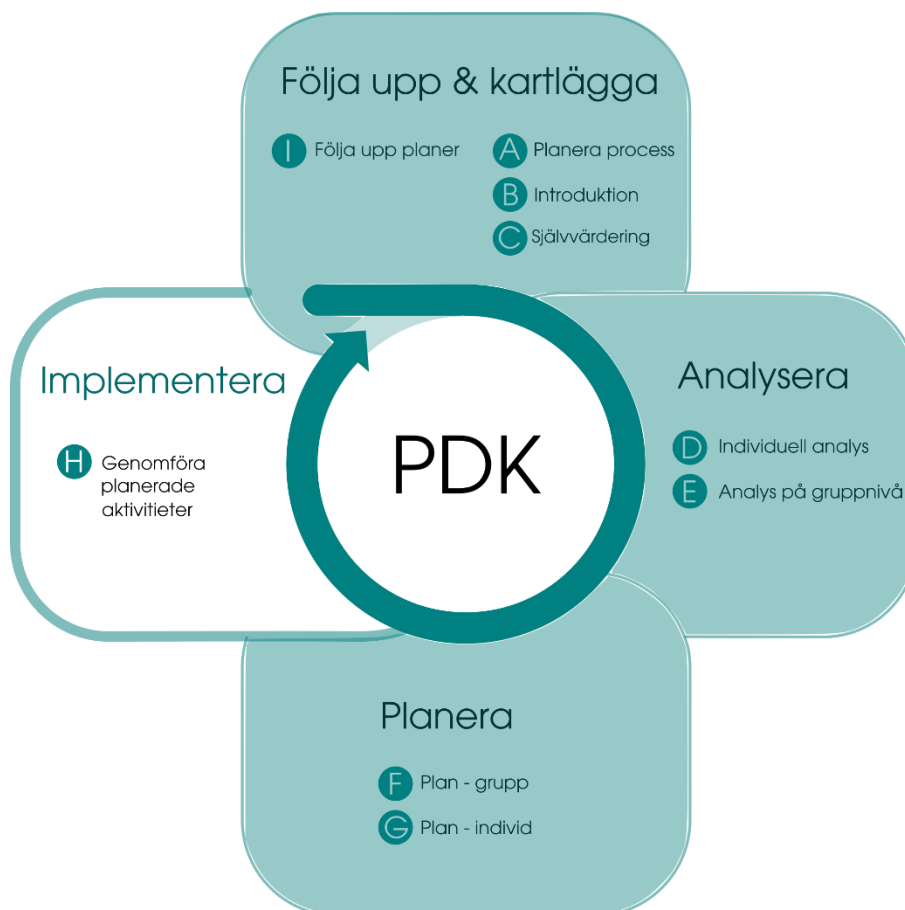 Följa upp & kartlägga
I Följa upp planer
A Planera process
B Introduktion
C Självvärdering
Implementera
H Genomföra
planerade
aktivitieter
PDK
Analysera
D Individuell analys
E Analys på gruppnivå
Planera
F Plan - grupp
G Plan - individ